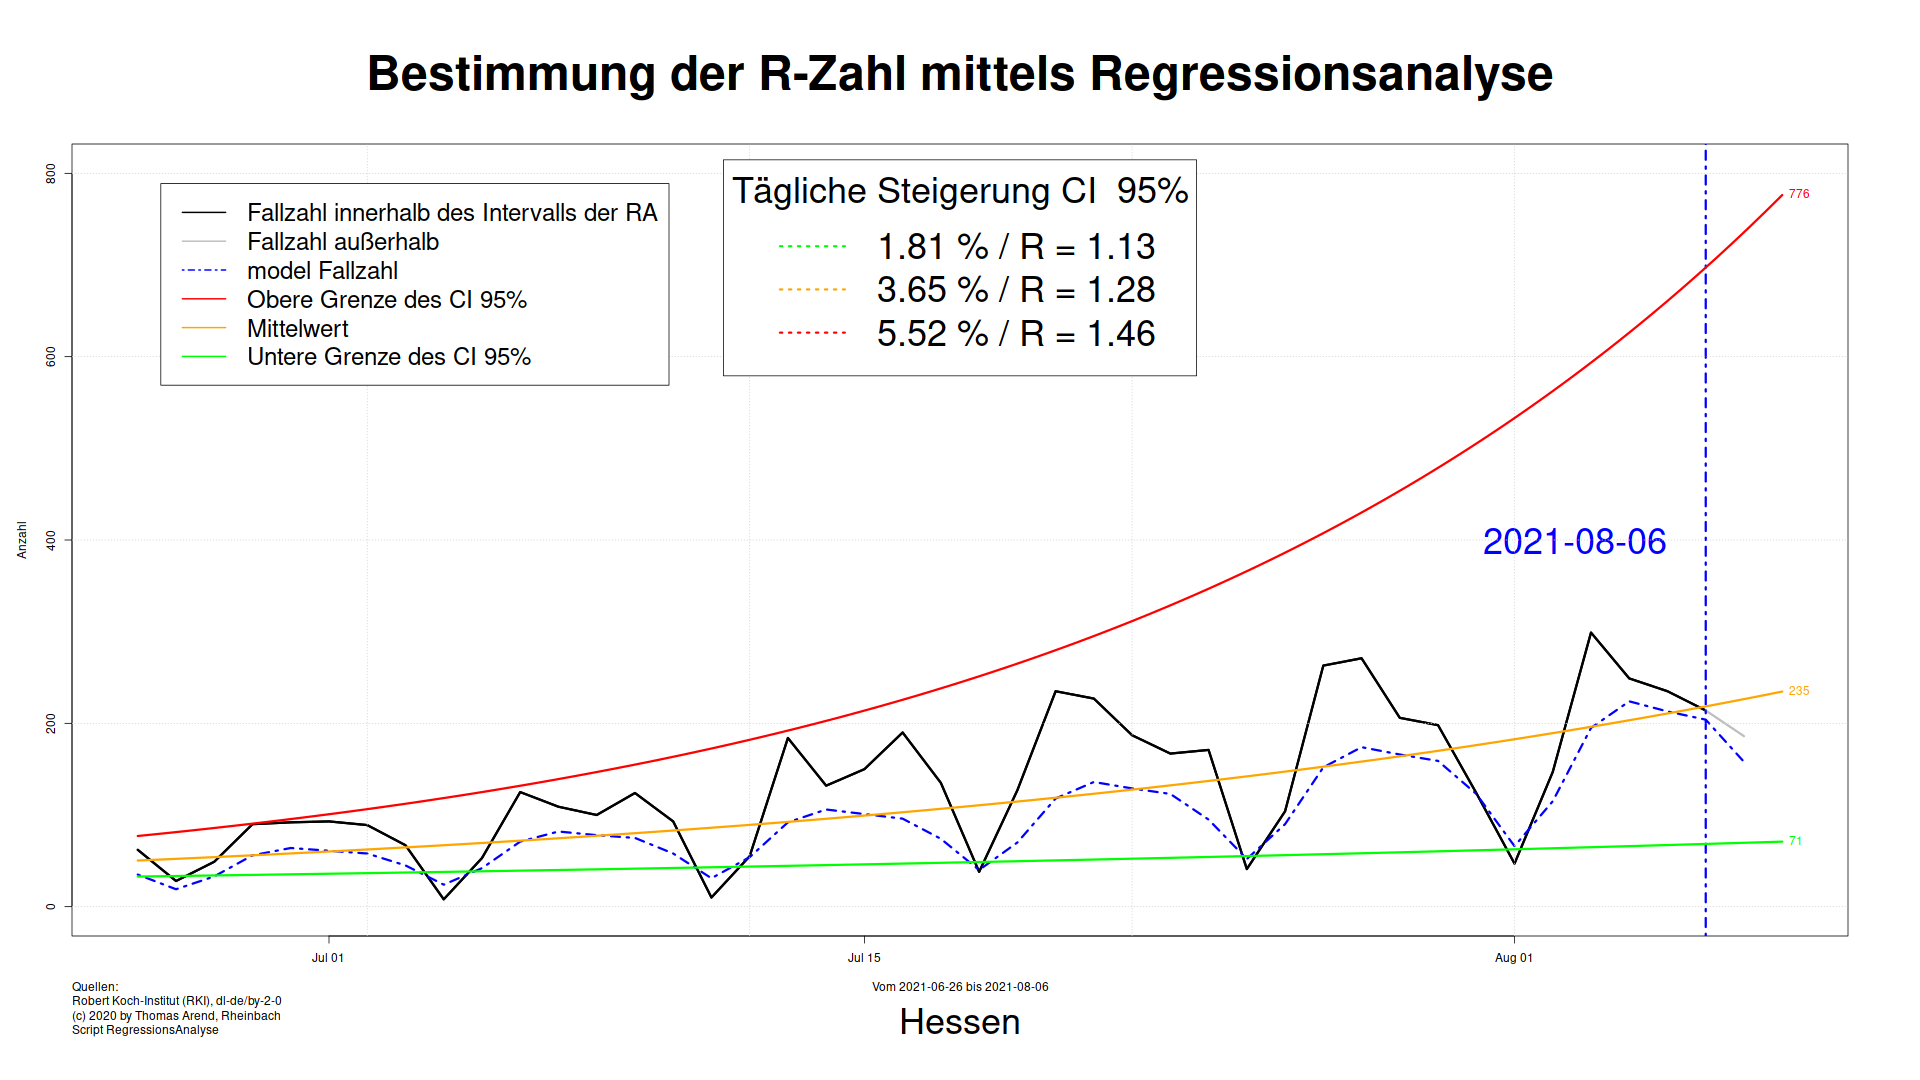 Bestimmung der R-Zahl mittels Regressionsanalyse
Fallzahl innerhalb des Intervalls der RA
Fallzahl außerhalb
model Fallzahl
Obere Grenze des CI 95%
Mittelwert
Untere Grenze des CI 95%
Tägliche Steigerung CI 95%
1.81 % / R = 1.13
3.65 % / R = 1.28
5.52 % / R = 1.46
776
2021-08-06
235
71
Anzahl
800
600
400
200
0
Jul 01
Jul 15
Aug 01
Quellen:
Robert Koch-Institut (RKI), dl-de/by-2-0
(c) 2020 by Thomas Arend, Rheinbach
Script RegressionsAnalyse
Vom 2021-06-26 bis 2021-08-06
Hessen